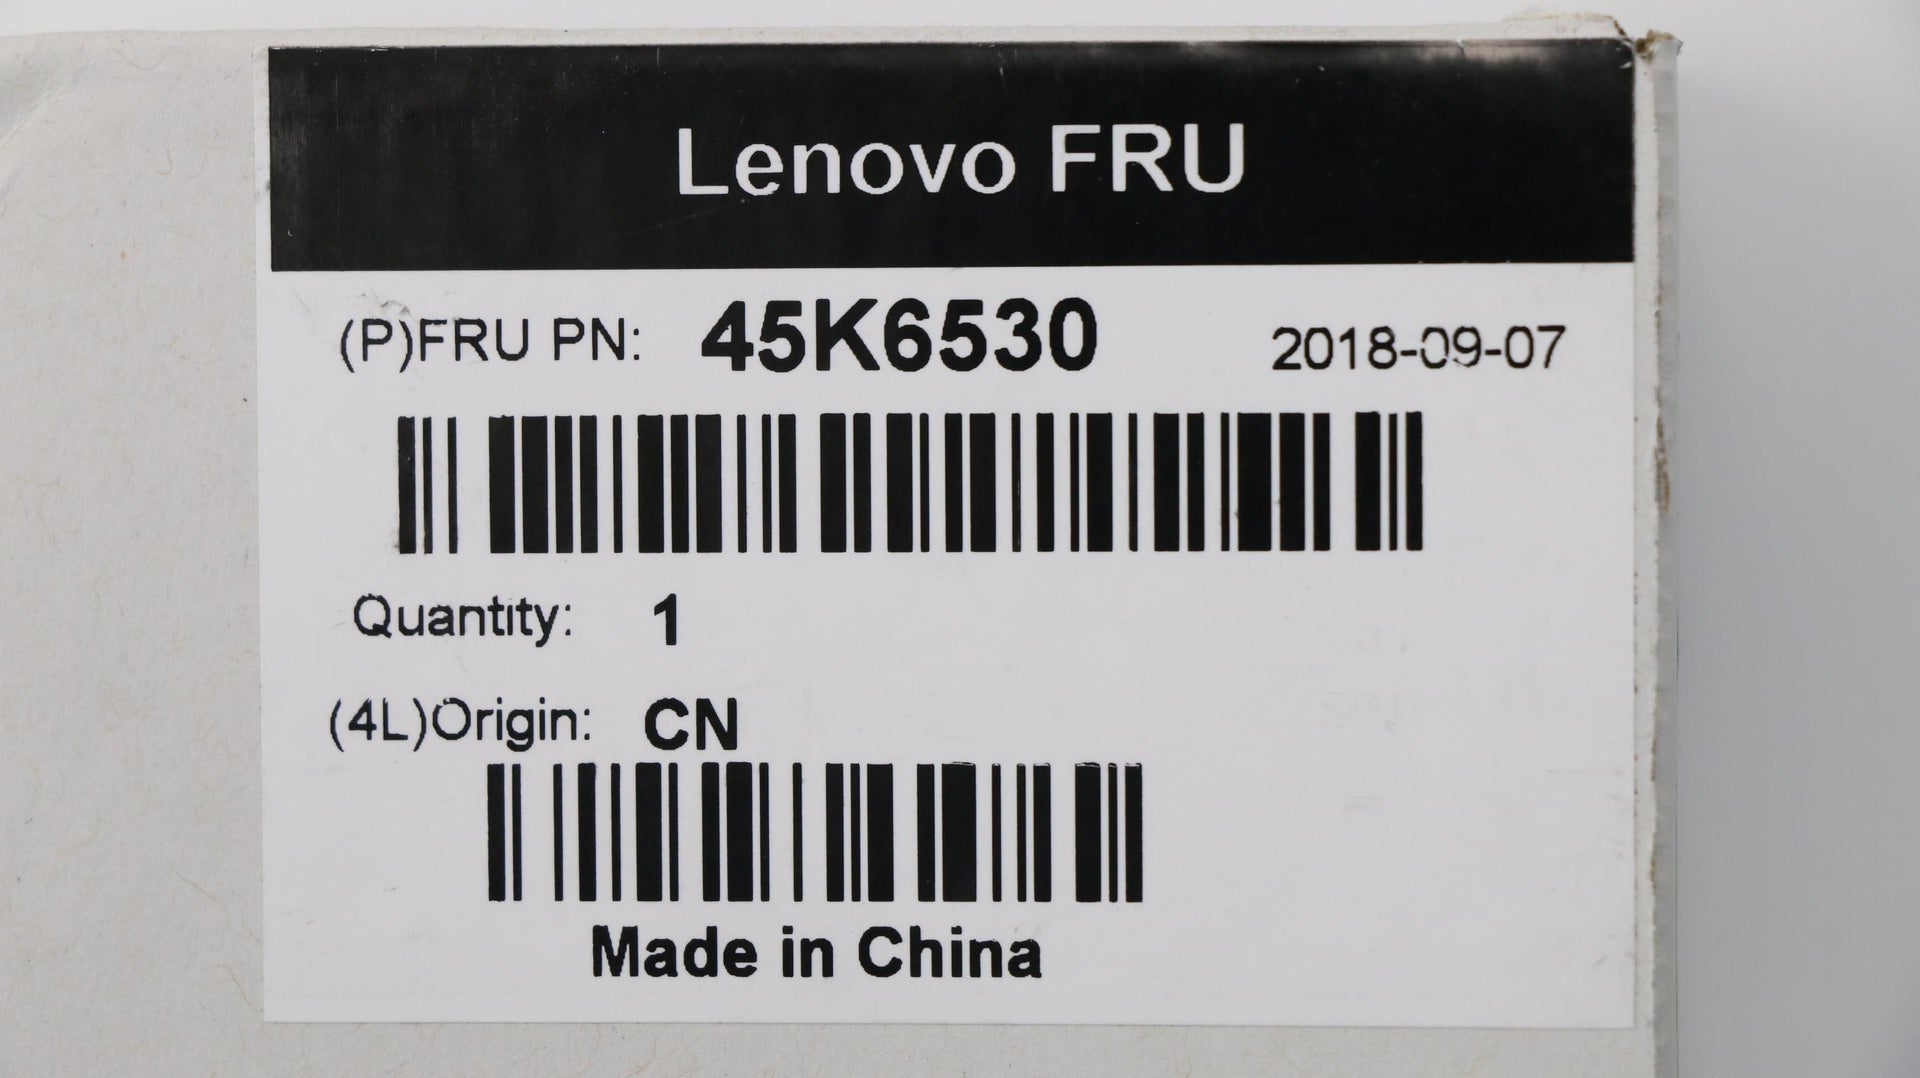 Lenovo FRU
(P)FRU PN: 45K6530 2018-09-07
Quantity: 1
(4L)Origin: CN
Made in China